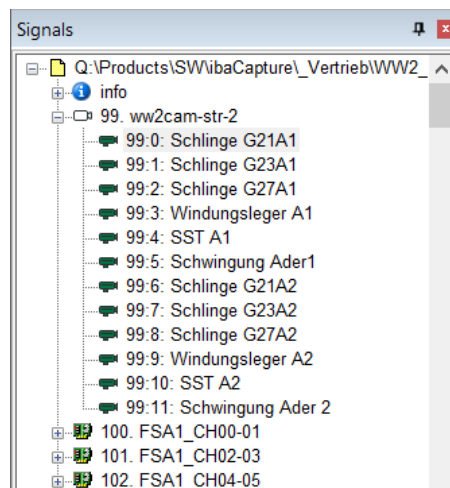 Signals
Q:\Products\SW\ibaCapture\_Vertrieb\WW2_
info
99. ww2cam-str-2
99:0: Schlinge G21A1
99:1: Schlinge G23A1
99:2: Schlinge G27A1
99:3: Windungsleger A1
99:4: SST A1
99:5: Schwingung Ader1
99:6: Schlinge G21A2
99:7: Schlinge G23A2
99:8: Schlinge G27A2
99:9: Windungsleger A2
99:10: SST A2
99:11: Schwingung Ader 2
100. FSA1_CH00-01
101. FSA1_CH02-03
102. FSA1_CH04-05